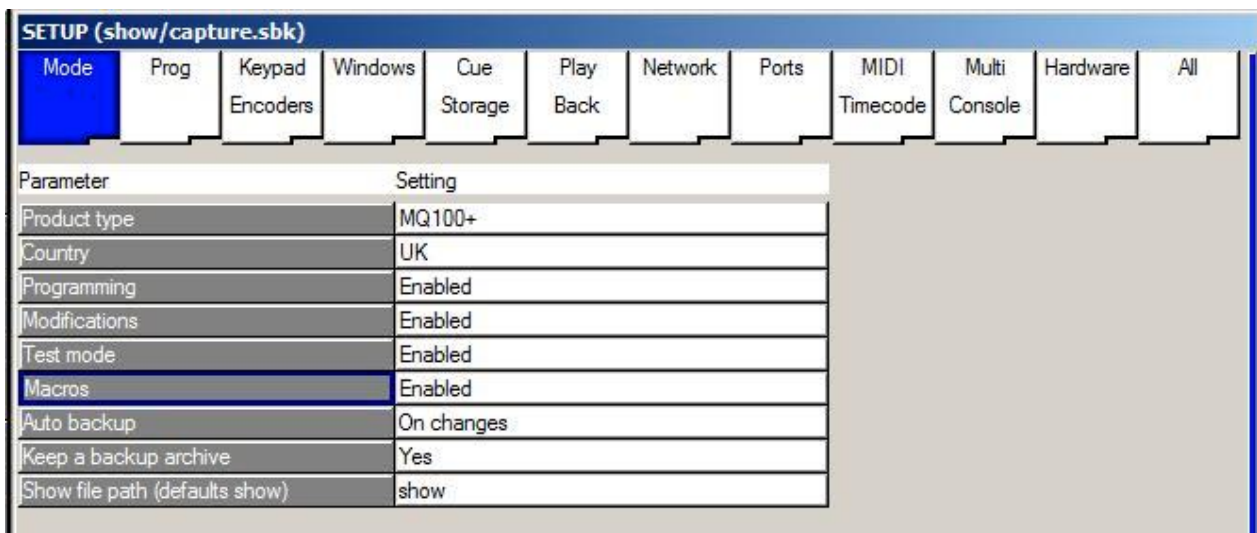 SETUP (show/capture.sbk)
Mode Prog Keypad Encoders Windows Cue Storage Play Back Network Ports MIDI Timecode Multi Console Hardware All
Parameter Setting
Product type MQ100+
Country UK
Programming Enabled
Modifications Enabled
Test mode Enabled
Macros Enabled
Auto backup On changes
Keep a backup archive Yes
Show file path (defaults show) show